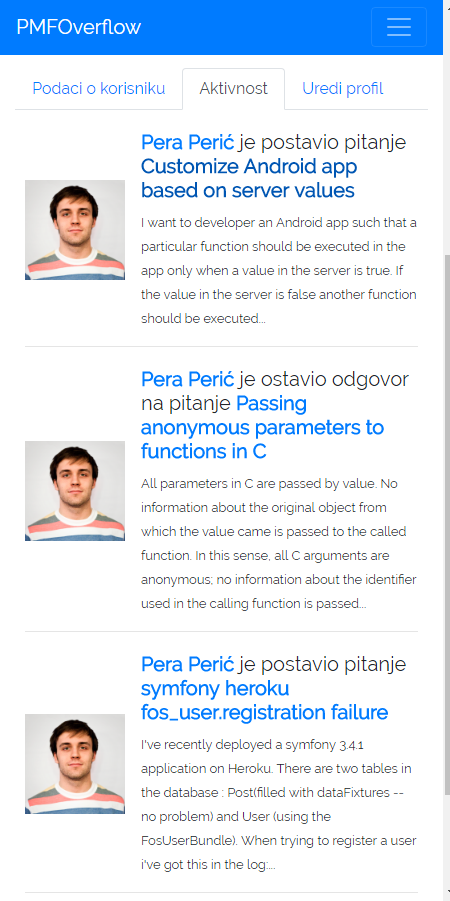 PMFOverflow
Podaci o korisniku Aktivnost Uredi profil
Pera Perić je postavio pitanje
Customize Android app
based on server values
I want to developer an Android app such that a
particular function should be executed in the
app only when a value in the server is true. If
the value in the server is false another function
should be executed...
Pera Perić je ostavio odgovor
na pitanje Passing
anonymous parameters to
functions in C
All parameters in C are passed by value. No
information about the original object from
which the value came is passed to the called
function. In this sense, all C arguments are
anonymous; no information about the identifier
used in the calling function is passed...
Pera Perić je postavio pitanje
symfony heroku
fos_user.registration failure
I've recently deployed a symfony 3.4.1
application on Heroku. There are two tables in
the database : Post(filled with dataFixtures --
no problem) and User (using the
FosUserBundle). When trying to register a user
i've got this in the log:...